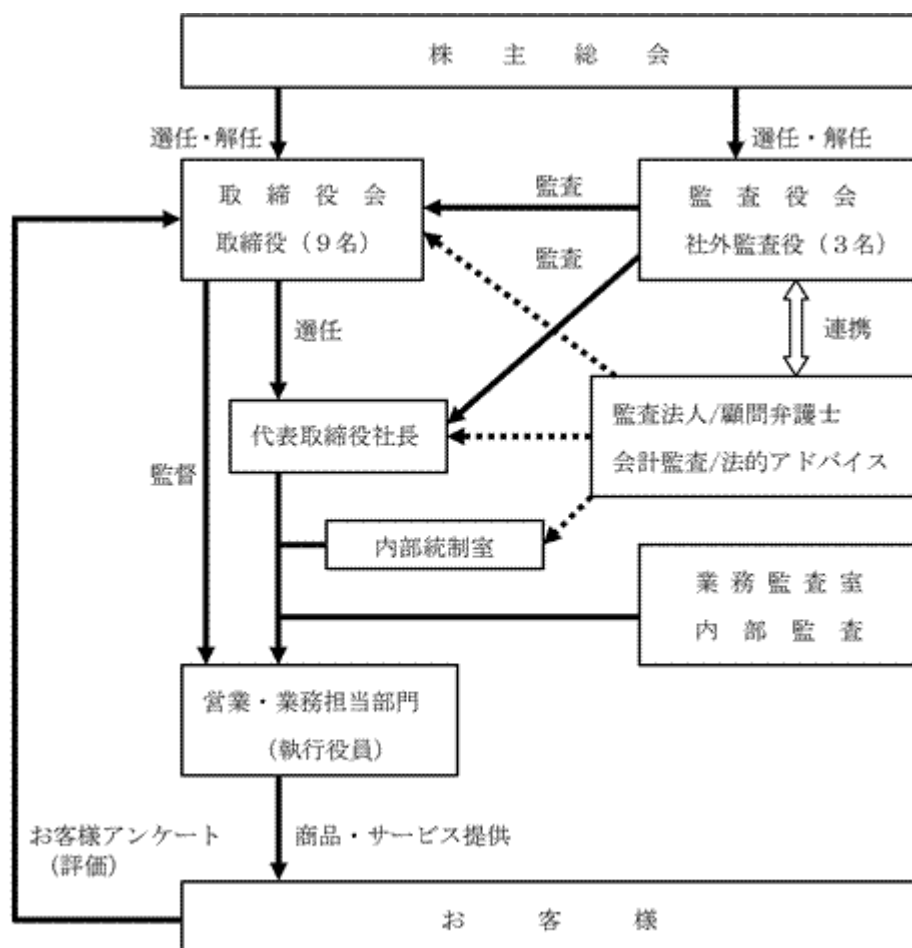 株主総会
選任・解任
選任・解任
取締役会
取締役（９名）
監査
監査役会
社外監査役（３名）
監査
選任
連携
代表取締役社長
監査法人/顧問弁護士
会計監査/法的アドバイス
監督
内部統制室
業務監査室
内部監査
営業・業務担当部門
（執行役員）
お客様アンケート
（評価）
商品・サービス提供
お客様